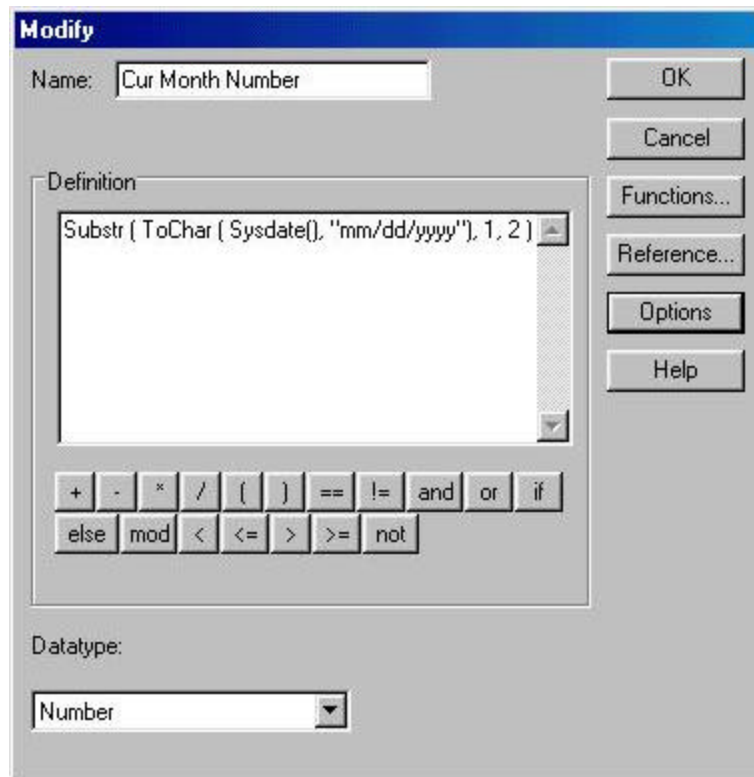 Modify
Name: Cur Month Number
OK
Cancel
Functions...
Reference...
Options
Help
Definition
Substr ( ToChar ( Sysdate(), "mm/dd/yyyy"), 1, 2 )
+ - * / ( ) == != and or if
else mod < <= > >= not
Datatype:
Number